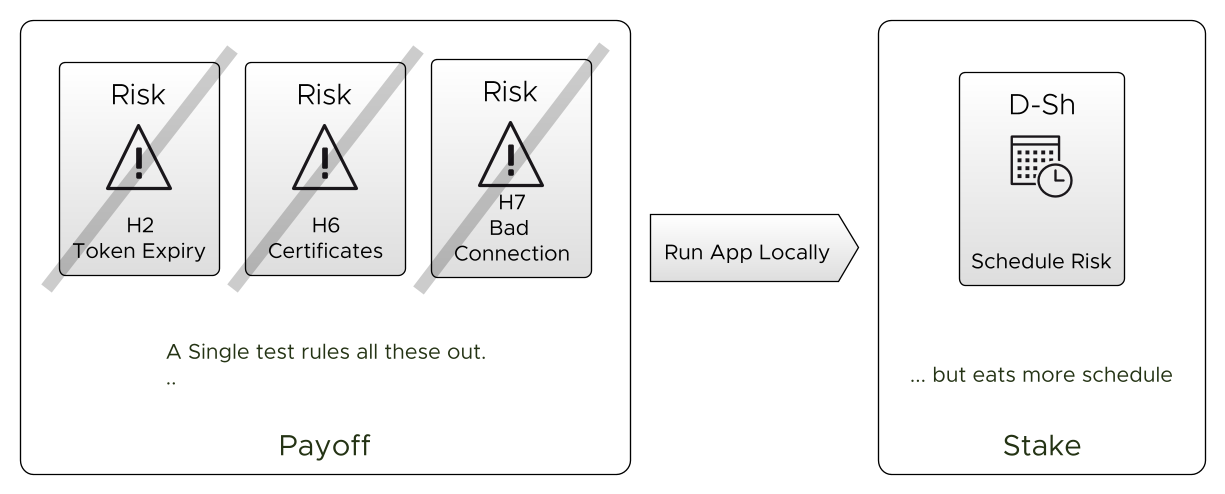 Risk
H2
Token Expiry
Risk
H6
Certificates
Risk
H7
Bad
Connection
A Single test rules all these out.
..
Payoff
Run App Locally
D-Sh
Schedule Risk
... but eats more schedule
Stake